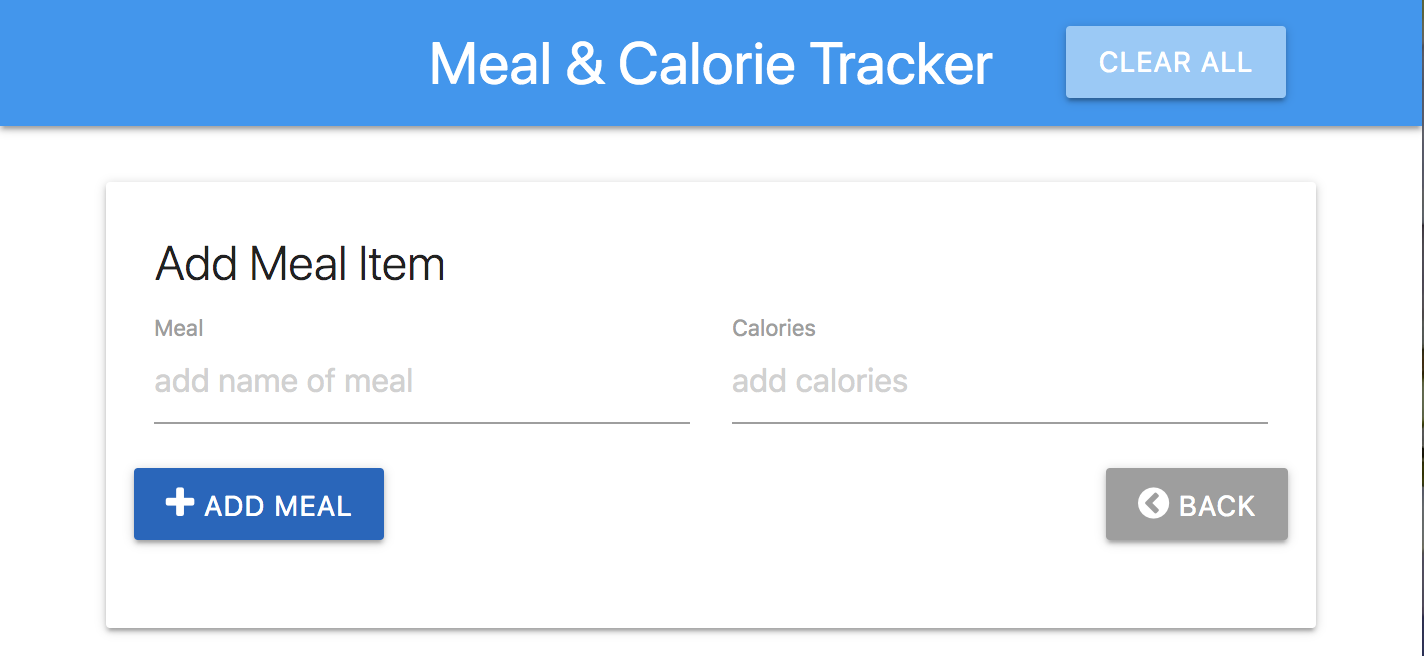 Meal & Calorie Tracker
CLEAR ALL
Add Meal Item
Meal
Calories
add name of meal
add calories
ADD MEAL
BACK